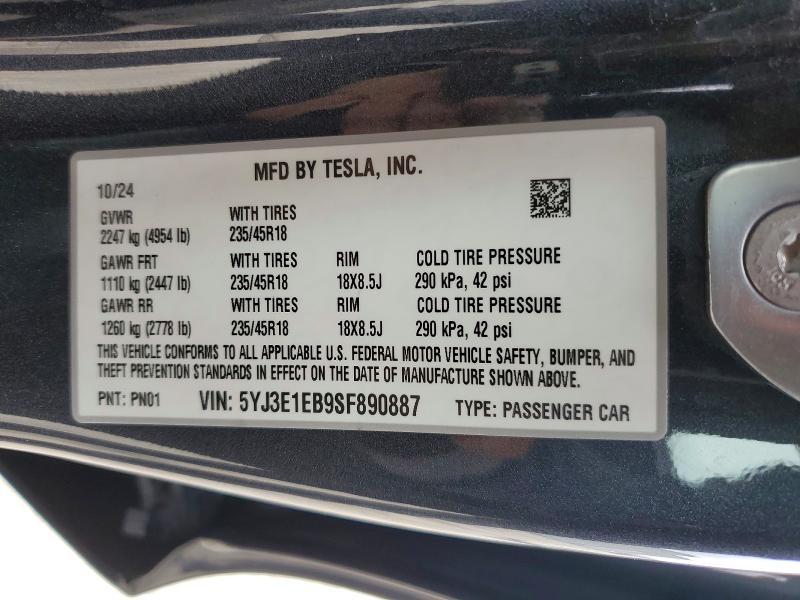 MFD BY TESLA, INC.
10/24
GVWR WITH TIRES
2247 kg (4954 lb) 235/45R18
GAWR FRT WITH TIRES RIM COLD TIRE PRESSURE
1110 kg (2447 lb) 235/45R18 18X8.5J 290 kPa, 42 psi
GAWR RR WITH TIRES RIM COLD TIRE PRESSURE
1260 kg (2778 lb) 235/45R18 18X8.5J 290 kPa, 42 psi
THIS VEHICLE CONFORMS TO ALL APPLICABLE U.S. FEDERAL MOTOR VEHICLE SAFETY, BUMPER, AND
THEFT PREVENTION STANDARDS IN EFFECT ON THE DATE OF MANUFACTURE SHOWN ABOVE.
PNT: PN01 VIN: 5YJ3E1EB9SF890887 TYPE: PASSENGER CAR